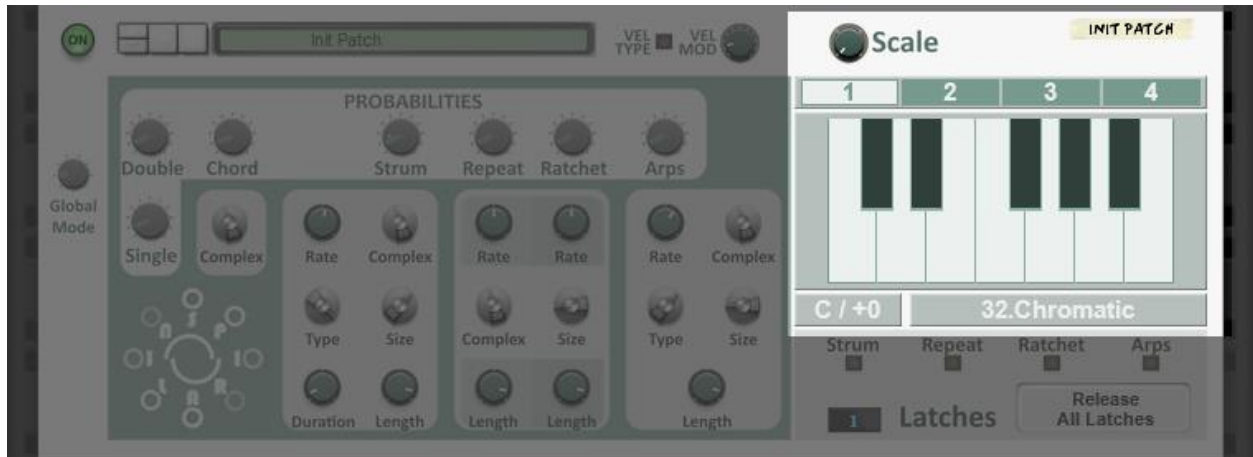 ON
Init Patch
VEL TYPE
VEL MOD
Scale
INIT PATCH
1 2 3 4
C / +0
32.Chromatic
PROBABILITIES
Double Chord Strum Repeat Ratchet Arps
Global
Mode
Single Complex Rate Complex Rate Rate Rate Complex
Type Size Complex Size Type Size
Duration Length Length Length Length
S P I R A L I N
Strum Repeat Ratchet Arps
1
Latches
Release
All Latches